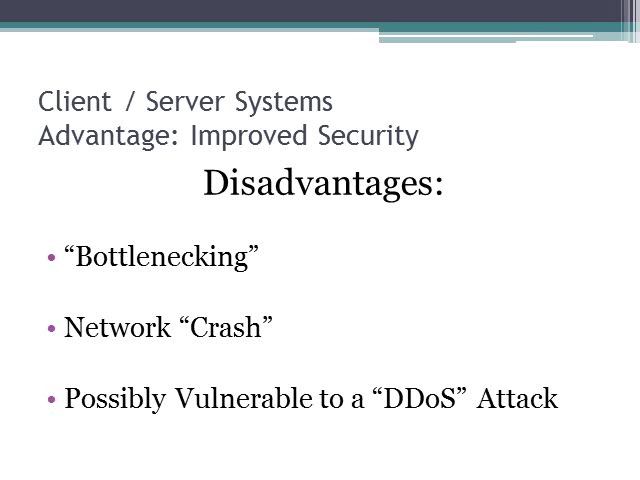 Client / Server Systems
Advantage: Improved Security
Disadvantages:
• “Bottlenecking”
• Network “Crash”
• Possibly Vulnerable to a “DDoS” Attack